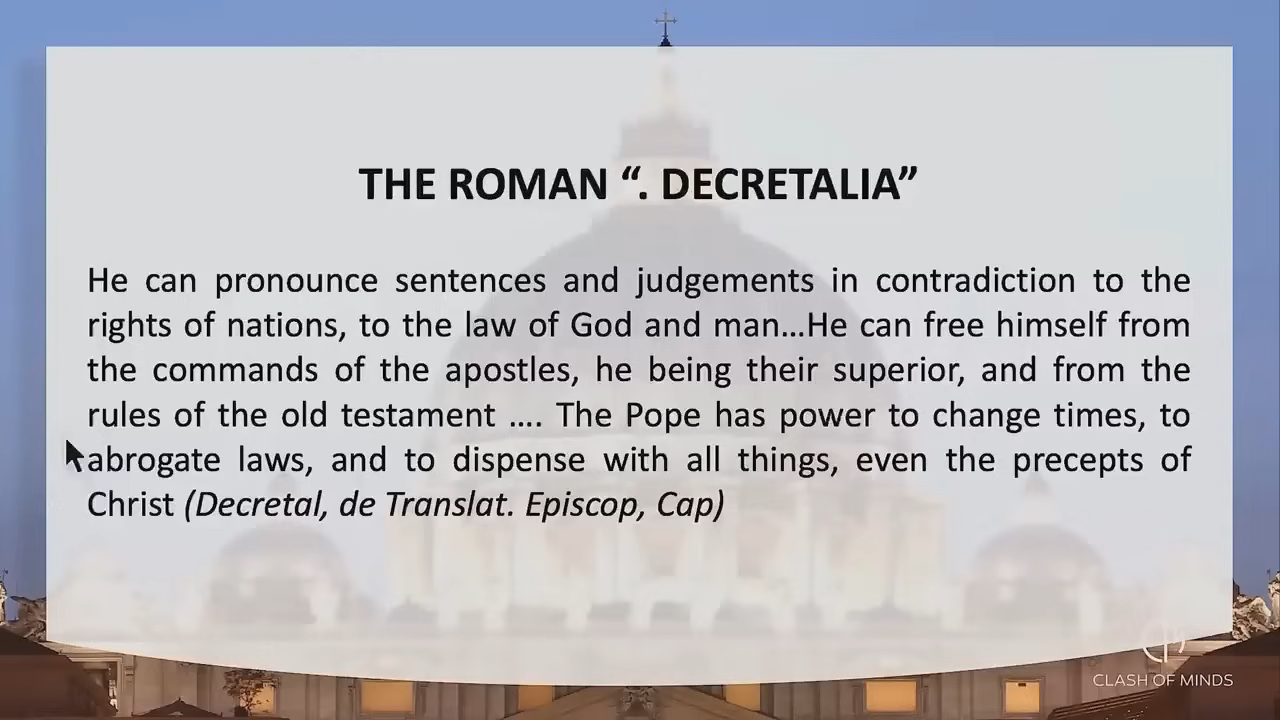 THE ROMAN “. DECRETALIA”
He can pronounce sentences and judgements in contradiction to the
rights of nations, to the law of God and man...He can free himself from
the commands of the apostles, he being their superior, and from the
rules of the old testament .... The Pope has power to change times, to
abrogate laws, and to dispense with all things, even the precepts of
Christ (Decretal, de Translat. Episcop, Cap)
CLASH OF MINDS